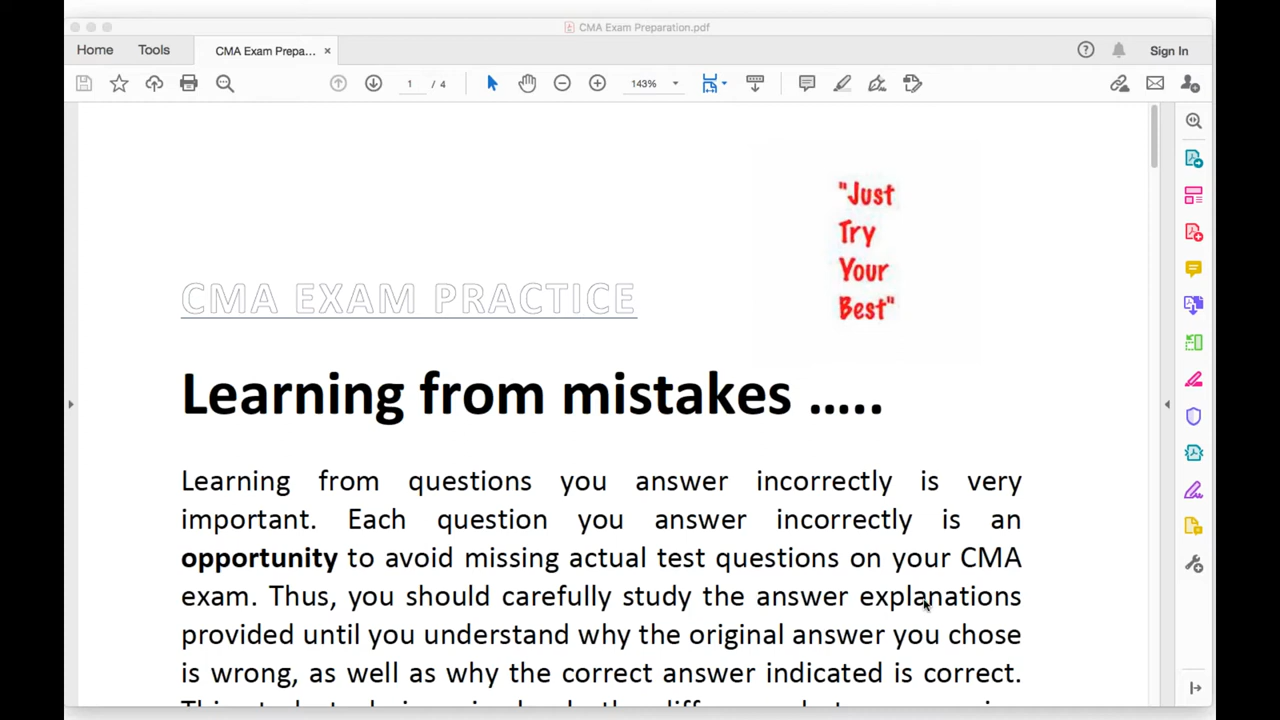 CMA Exam Preparation.pdf
Home Tools CMA Exam Prepa... × Sign In
1 / 4 143%
"Just
Try
Your
Best"
CMA EXAM PRACTICE
Learning from mistakes .....
Learning from questions you answer incorrectly is very
important. Each question you answer incorrectly is an
opportunity to avoid missing actual test questions on your CMA
exam. Thus, you should carefully study the answer explanations
provided until you understand why the original answer you chose
is wrong, as well as why the correct answer indicated is correct.